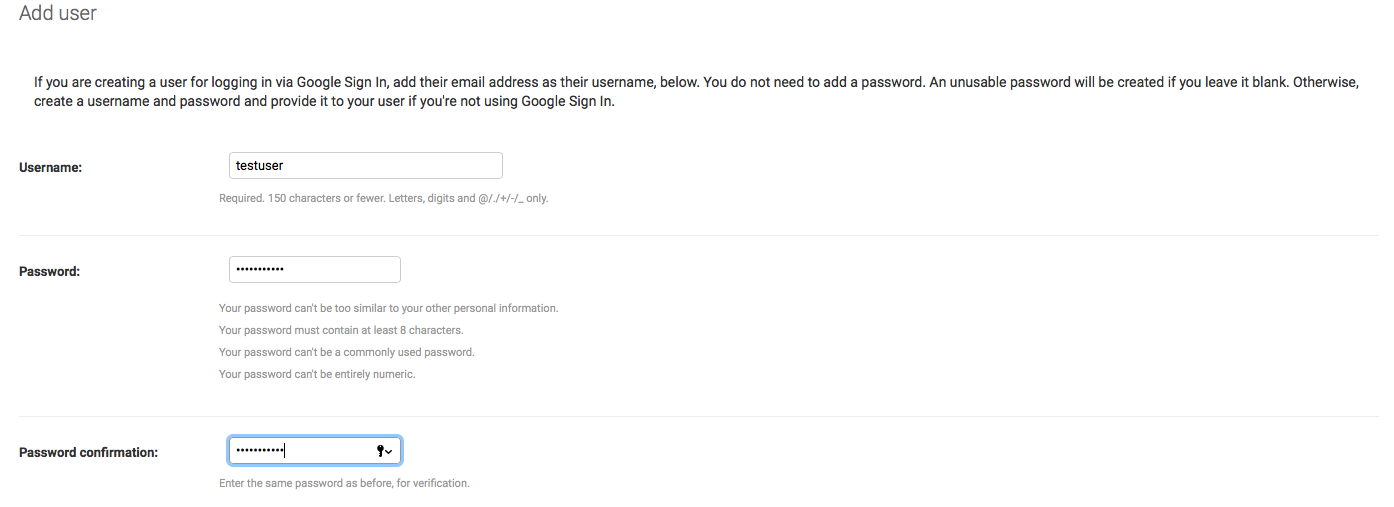 Add user
If you are creating a user for logging in via Google Sign In, add their email address as their username, below. You do not need to add a password. An unusable password will be created if you leave it blank. Otherwise,
create a username and password and provide it to your user if you're not using Google Sign In.
Username:
testuser
Required. 150 characters or fewer. Letters, digits and @/./+/-/_ only.
Password:
•••••••••••
Your password can't be too similar to your other personal information.
Your password must contain at least 8 characters.
Your password can't be a commonly used password.
Your password can't be entirely numeric.
Password confirmation:
•••••••••••
Enter the same password as before, for verification.